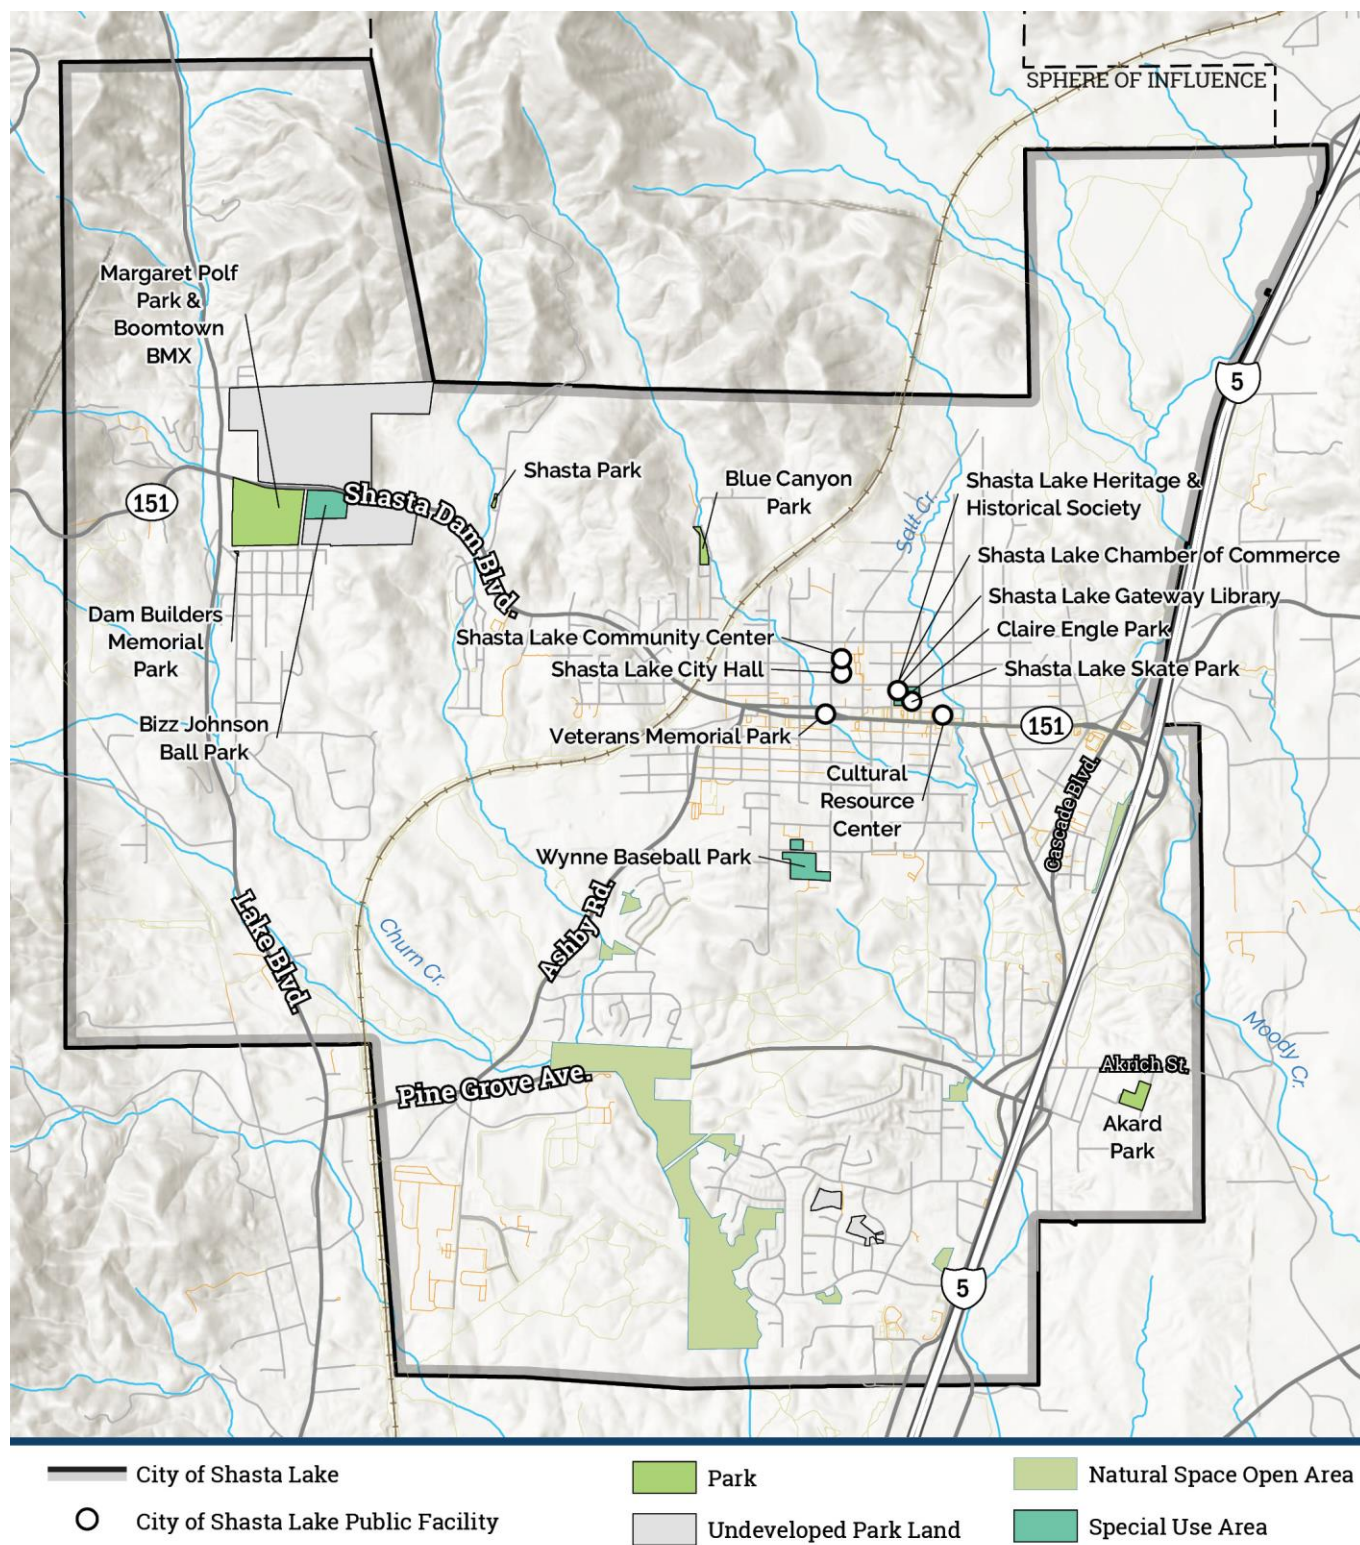 SPHERE OF INFLUENCE
Margaret Polf
Park &
Boomtown
BMX
5
Shasta Park
Blue Canyon
Park
Salt Cr.
Shasta Lake Heritage &
Historical Society
151
Shasta Dam Blvd.
Shasta Lake Chamber of Commerce
Shasta Lake Gateway Library
Dam Builders
Memorial
Park
Claire Engle Park
Shasta Lake Community Center
Shasta Lake City Hall
Shasta Lake Skate Park
Bizz Johnson
Ball Park
Veterans Memorial Park
151
Cultural
Resource
Center
Cascade Blvd.
Wynne Baseball Park
Lake Blvd.
Churn Cr.
Ashby Rd.
Moody Cr.
Pine Grove Ave.
Akrich St.
Akard
Park
5
City of Shasta Lake
Park
Natural Space Open Area
City of Shasta Lake Public Facility
Undeveloped Park Land
Special Use Area